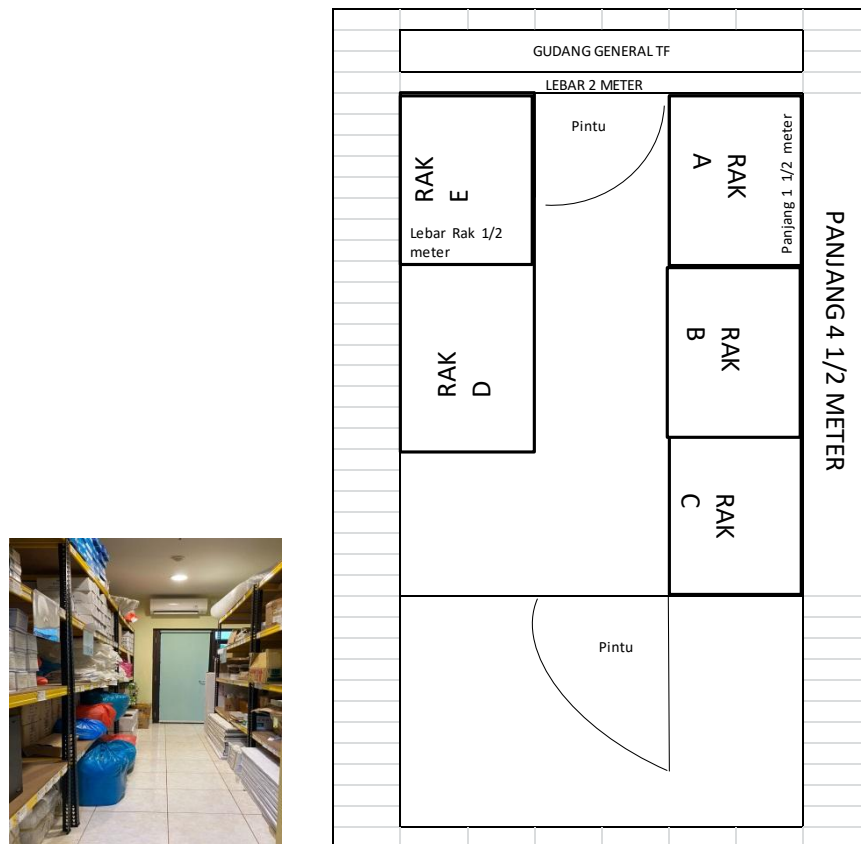 GUDANG GENERAL TF
LEBAR 2 METER
RAK
E
Lebar Rak 1/2
meter
Pintu
RAK
A
Panjang 1 1/2 meter
RAK
D
RAK
B
RAK
C
PANJANG 4 1/2 METER
Pintu